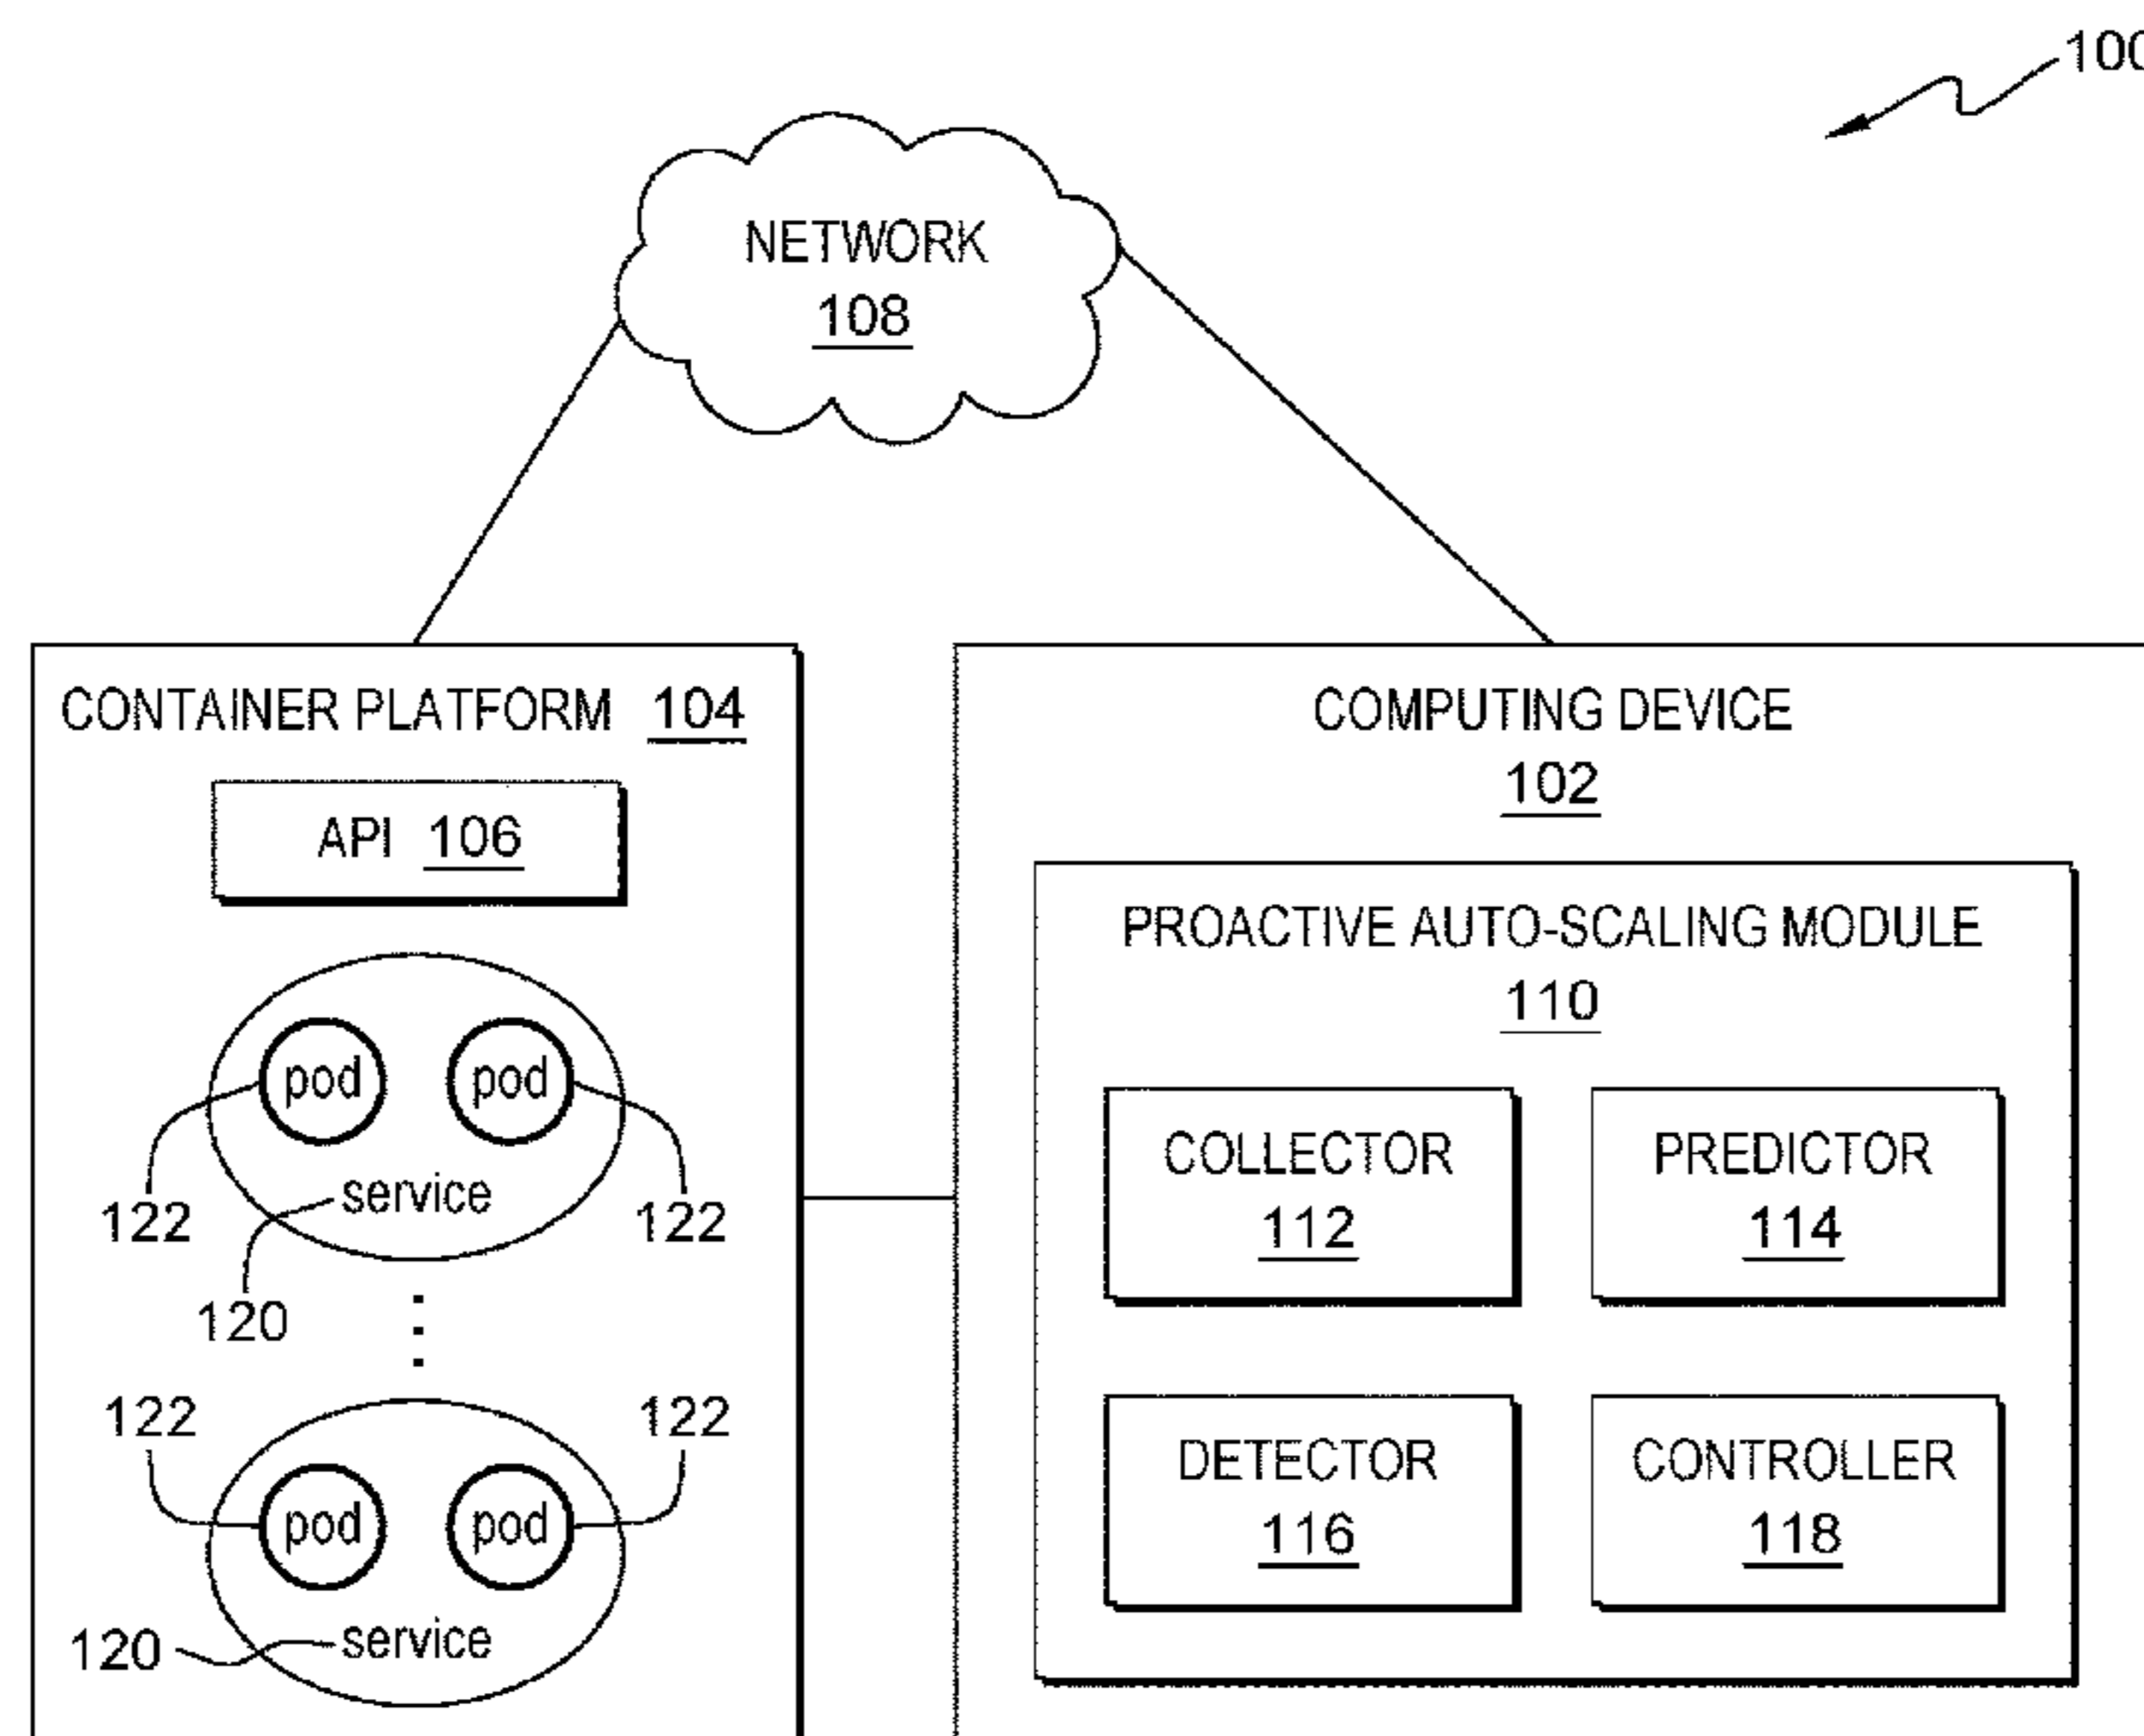 100
NETWORK
108
CONTAINER PLATFORM 104
API 106
pod pod
122 service 122
120
122 122
pod pod
120 service
COMPUTING DEVICE
102
PROACTIVE AUTO-SCALING MODULE
110
COLLECTOR
112
PREDICTOR
114
DETECTOR
116
CONTROLLER
118